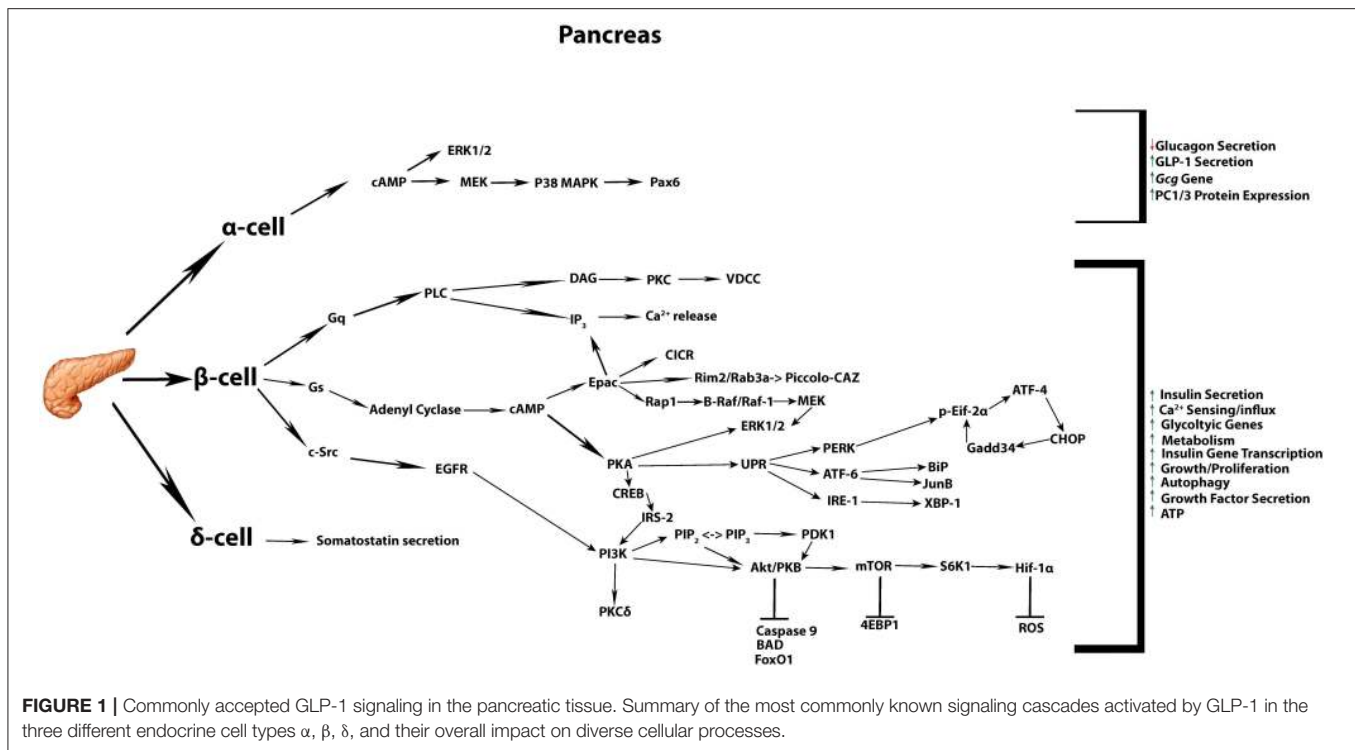 Pancreas
ERK1/2
cAMP
MEK
P38 MAPK
Pax6
α-cell
↓Glucagon Secretion
↑GLP-1 Secretion
↑Gcg Gene
↑PC1/3 Protein Expression
DAG
PKC
VDCC
PLC
Gq
IP₃
Ca²⁺ release
CICR
β-cell
Gs
Epac
Rim2/Rab3a-> Piccolo-CAZ
Rap1
B-Raf/Raf-1
MEK
Adenyl Cyclase
cAMP
ERK1/2
ATF-4
p-Eif-2α
CHOP
Gadd34
c-Src
EGFR
PKA
UPR
PERK
ATF-6
BiP
JunB
CREB
IRE-1
XBP-1
IRS-2
δ-cell
Somatostatin secretion
PIP₂ <-> PIP₃
PDK1
PI3K
Akt/PKB
mTOR
S6K1
Hif-1α
PKCδ
Caspase 9
BAD
FoxO1
4EBP1
ROS
↑ Insulin Secretion
↑ Ca²⁺ Sensing/influx
↑ Glycoltyic Genes
↑ Metabolism
↑ Insulin Gene Transcription
↑ Growth/Proliferation
↑ Autophagy
↑ Growth Factor Secretion
↑ ATP
FIGURE 1 | Commonly accepted GLP-1 signaling in the pancreatic tissue. Summary of the most commonly known signaling cascades activated by GLP-1 in the
three different endocrine cell types α, β, δ, and their overall impact on diverse cellular processes.